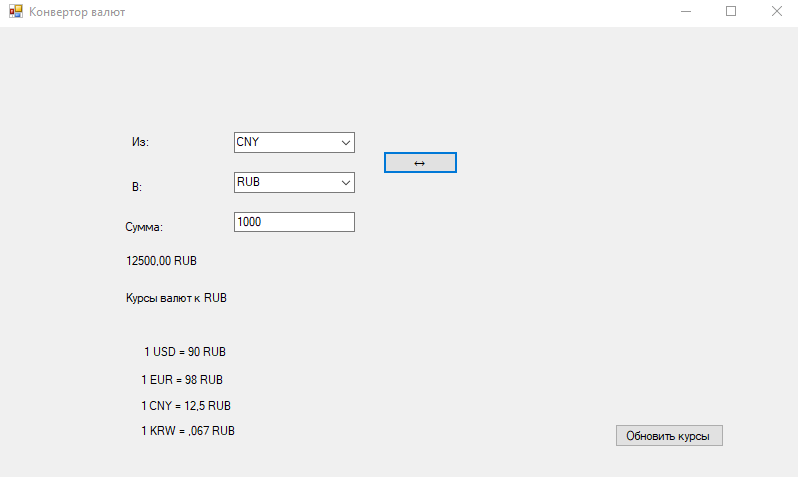 Конвертор валют
Из: CNY
↔
В: RUB
Сумма: 1000
12500,00 RUB
Курсы валют к RUB
1 USD = 90 RUB
1 EUR = 98 RUB
1 CNY = 12,5 RUB
1 KRW = ,067 RUB
Обновить курсы